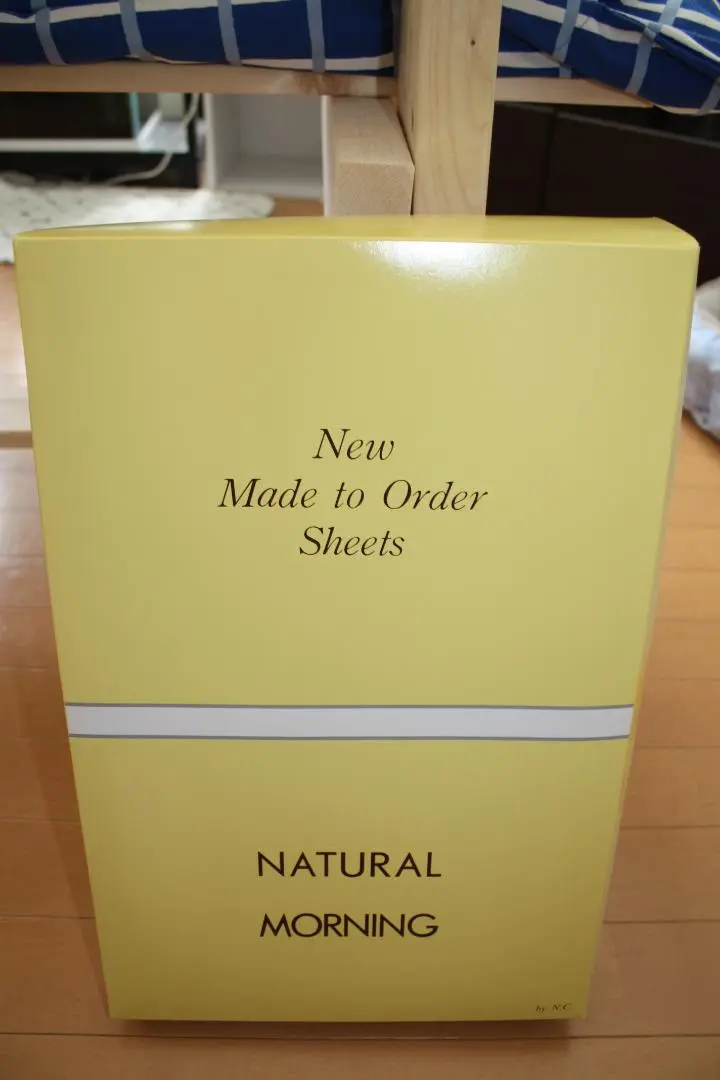 New
Made to Order
Sheets
NATURAL
MORNING
by N.C.